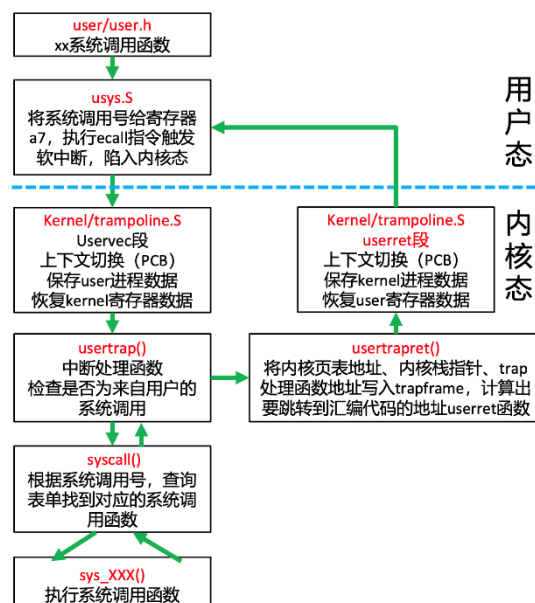 user/user.h
xx系统调用函数
usys.S
将系统调用号给寄存器
a7，执行ecall指令触发
软中断，陷入内核态
用户态
Kernel/trampoline.S
Uservec段
上下文切换（PCB）
保存user进程数据
恢复kernel寄存器数据
Kernel/trampoline.S
userret段
上下文切换（PCB）
保存kernel进程数据
恢复user寄存器数据
内核态
usertrap()
中断处理函数
检查是否为来自用户的
系统调用
usertrapret()
将内核页表地址、内核栈指针、trap
处理函数地址写入trapframe，计算出
要跳转到汇编代码的地址userret函数
syscall()
根据系统调用号，查询
表单找到对应的系统调
用函数
sys_XXX()
执行系统调用函数